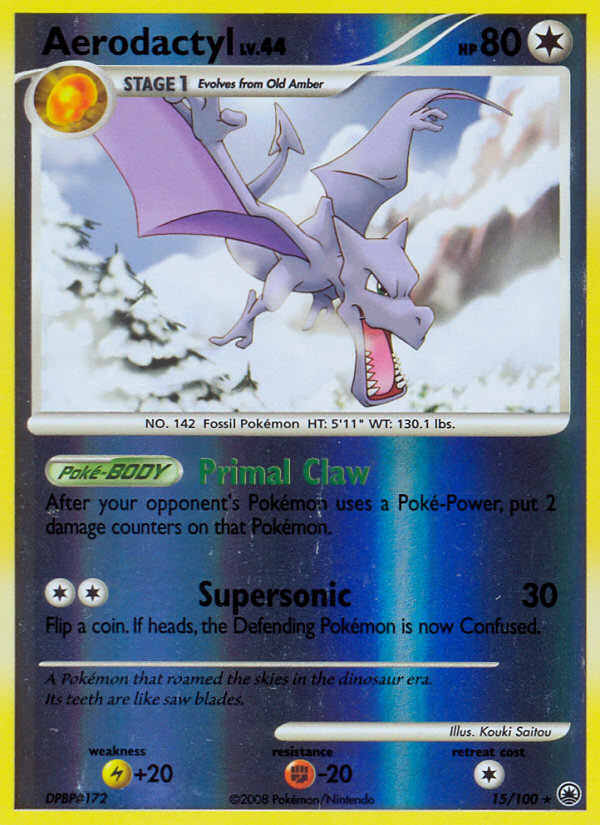 Aerodactyl LV.44 HP 80
STAGE 1 Evolves from Old Amber
NO. 142 Fossil Pokémon HT: 5'11" WT: 130.1 lbs.
Poké-BODY Primal Claw
After your opponent's Pokémon uses a Poké-Power, put 2
damage counters on that Pokémon.
Supersonic 30
Flip a coin. If heads, the Defending Pokémon is now Confused.
A Pokémon that roamed the skies in the dinosaur era.
Its teeth are like saw blades.
Illus. Kouki Saitou
weakness resistance retreat cost
+20 -20
DPBP#172 ©2008 Pokémon/Nintendo 15/100 ★